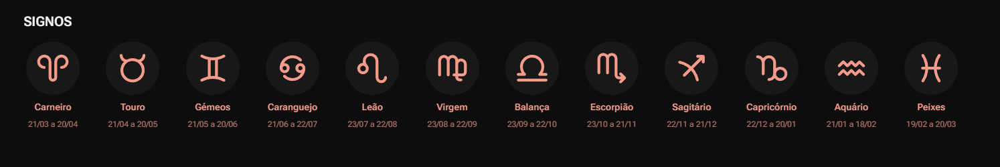 SIGNOS
Carneiro Touro Gémeos Caranguejo Leão Virgem Balança Escorpião Sagitário Capricórnio Aquário Peixes
21/03 a 20/04 21/04 a 20/05 21/05 a 20/06 21/06 a 22/07 23/07 a 22/08 23/08 a 22/09 23/09 a 22/10 23/10 a 21/11 22/11 a 21/12 22/12 a 20/01 21/01 a 18/02 19/02 a 20/03